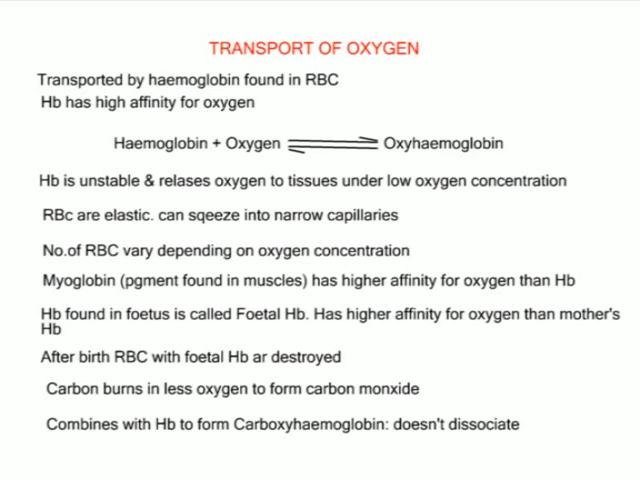 TRANSPORT OF OXYGEN
Transported by haemoglobin found in RBC
Hb has high affinity for oxygen
Haemoglobin + Oxygen ⇌ Oxyhaemoglobin
Hb is unstable & relases oxygen to tissues under low oxygen concentration
RBc are elastic. can sqeeze into narrow capillaries
No.of RBC vary depending on oxygen concentration
Myoglobin (pgment found in muscles) has higher affinity for oxygen than Hb
Hb found in foetus is called Foetal Hb. Has higher affinity for oxygen than mother's
Hb
After birth RBC with foetal Hb ar destroyed
Carbon burns in less oxygen to form carbon monxide
Combines with Hb to form Carboxyhaemoglobin: doesn't dissociate